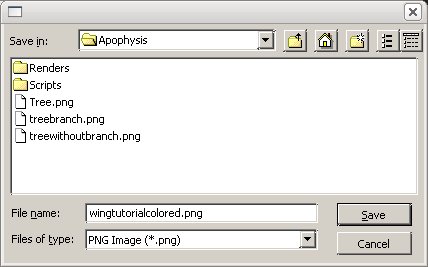 Save in: Apophysis
Renders
Scripts
Tree.png
treebranch.png
treewithoutbranch.png
File name: wingtutorialcolored.png Save
Files of type: PNG Image (*.png) Cancel